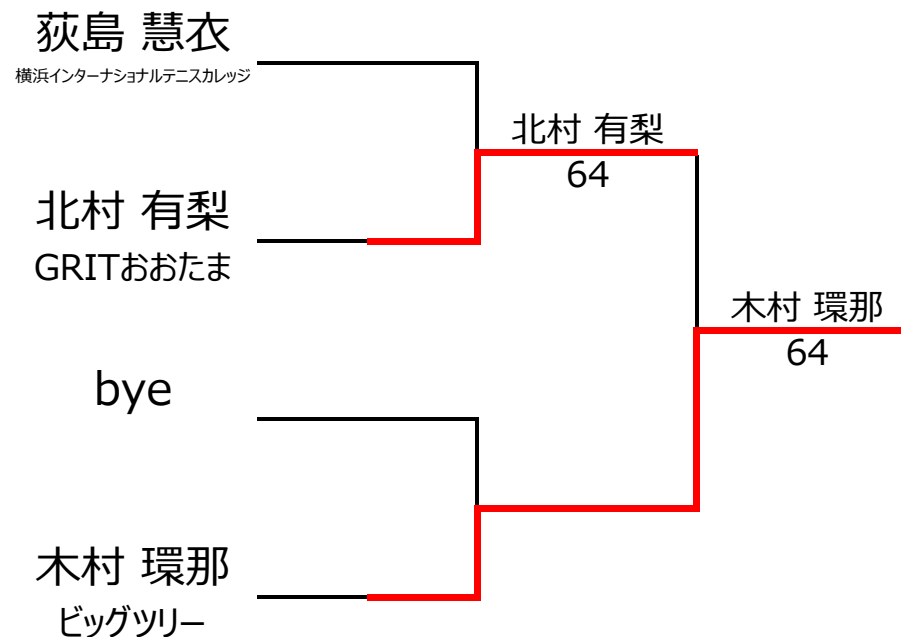 荻島 慧衣
横浜インターナショナルテニスカレッジ
北村 有梨
64
北村 有梨
GRITおおたま
木村 環那
64
bye
木村 環那
ビッグツリー